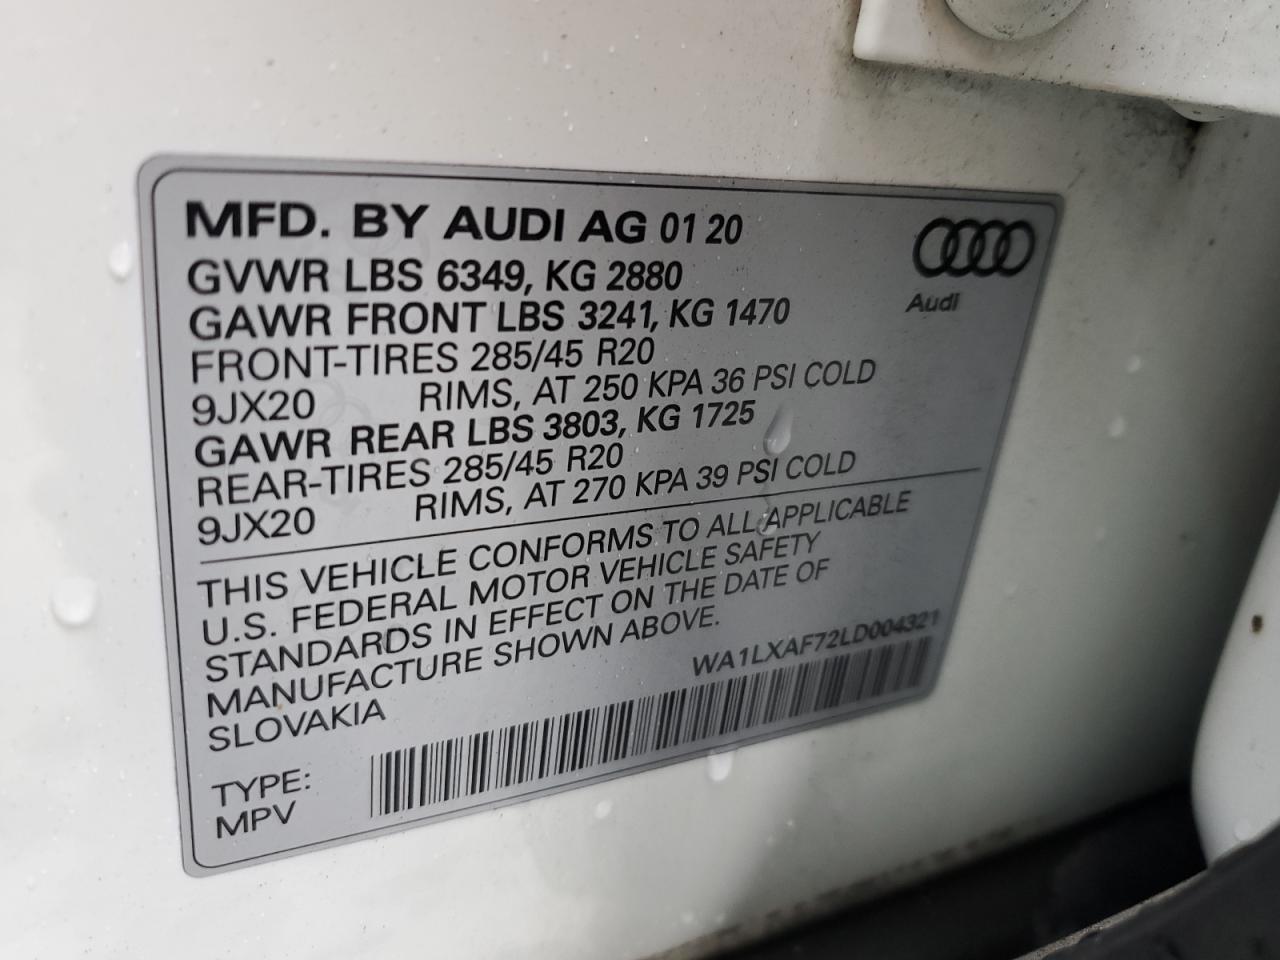 MFD. BY AUDI AG 01 20
GVWR LBS 6349, KG 2880
GAWR FRONT LBS 3241, KG 1470
FRONT-TIRES 285/45 R20
9JX20 RIMS, AT 250 KPA 36 PSI COLD
GAWR REAR LBS 3803, KG 1725
REAR-TIRES 285/45 R20
9JX20 RIMS, AT 270 KPA 39 PSI COLD
Audi
THIS VEHICLE CONFORMS TO ALL APPLICABLE
U.S. FEDERAL MOTOR VEHICLE SAFETY
STANDARDS IN EFFECT ON THE DATE OF
MANUFACTURE SHOWN ABOVE.
SLOVAKIA
WA1LXAF72LD004321
TYPE:
MPV